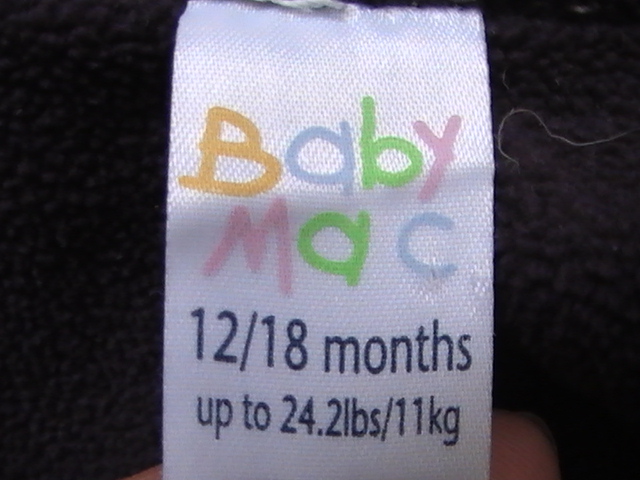 Baby
Mac
12/18 months
up to 24.2lbs/11kg